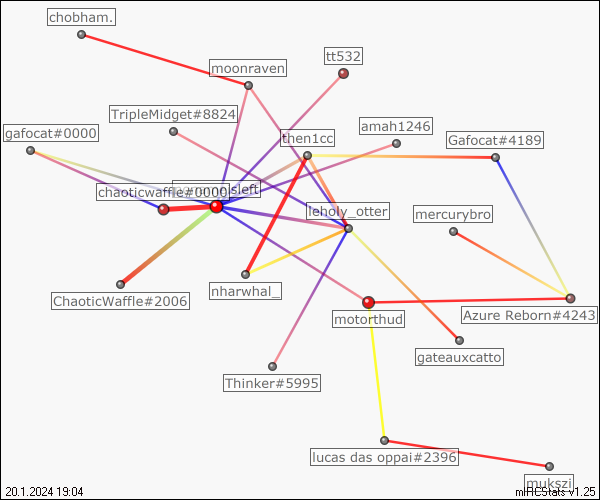 chobham.
tt532
moonraven
TripleMidget#8824
amah1246
gafocat#0000
then1cc
Gafocat#4189
chaoticwaffle#0000
sleft
leholy_otter
mercurybro
nharwhal_
ChaoticWaffle#2006
motorthud
Azure Reborn#4243
gateauxcatto
Thinker#5995
lucas das oppai#2396
mukszi
20.1.2024 19:04
mIRCStats v1.25